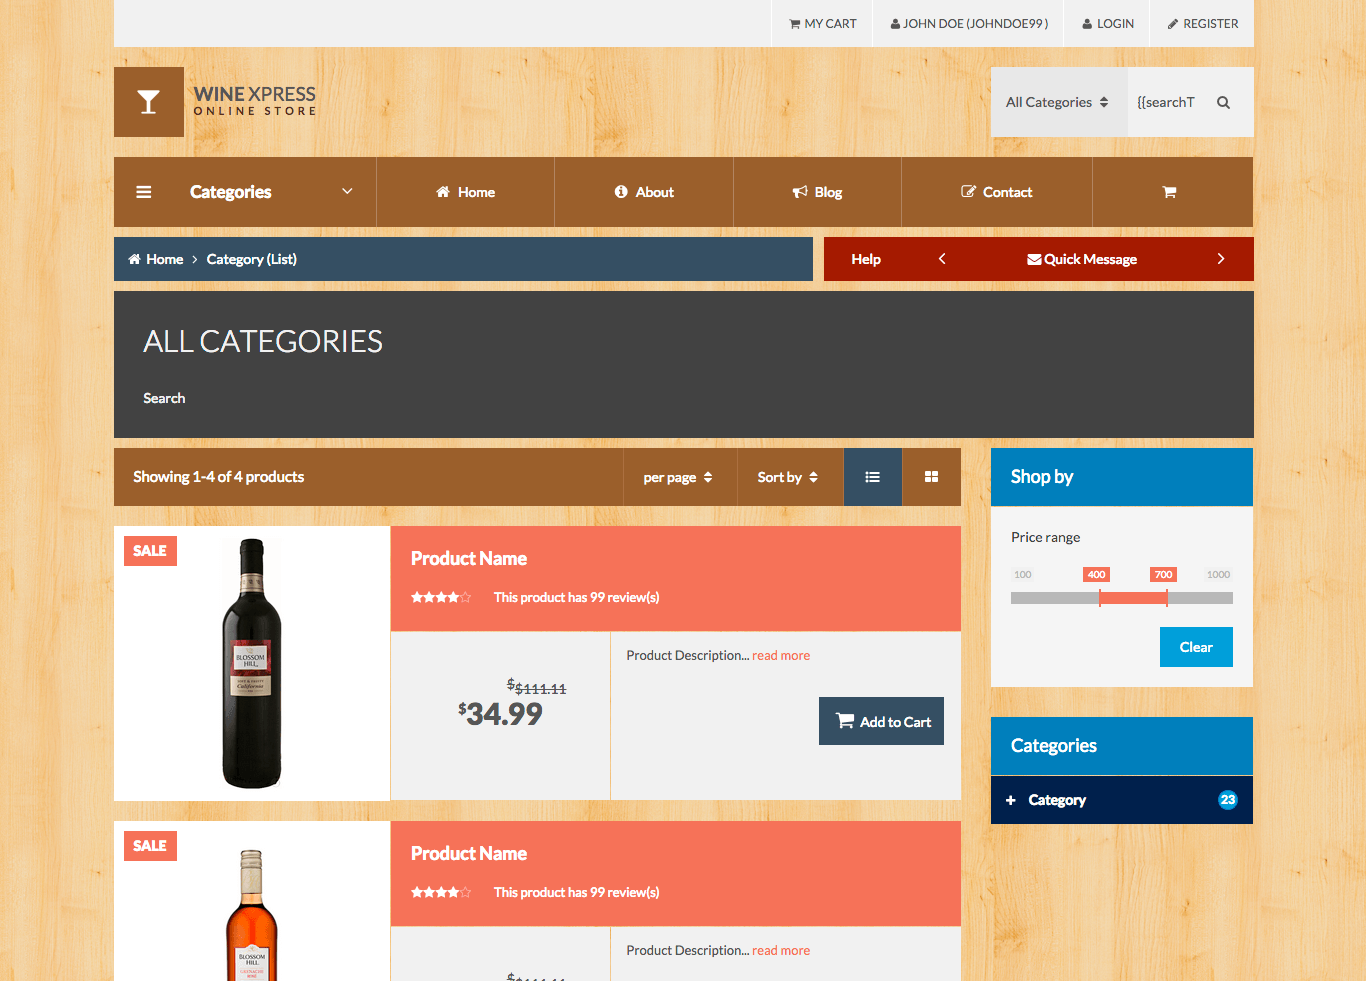 MY CART
JOHN DOE (JOHNDOE99 )
LOGIN
REGISTER
WINE XPRESS
ONLINE STORE
All Categories
{{searchT
Categories
Home
About
Blog
Contact
Home > Category (List)
Help
Quick Message
ALL CATEGORIES
Search
Showing 1-4 of 4 products
per page
Sort by
Shop by
Price range
100
400
700
1000
Clear
Categories
Category
23
SALE
BLOSSOM
HILL
California
Product Name
This product has 99 review(s)
$$111.11
$34.99
Product Description... read more
Add to Cart
SALE
BLOSSOM
HILL
Product Name
This product has 99 review(s)
Product Description... read more
$$111.11